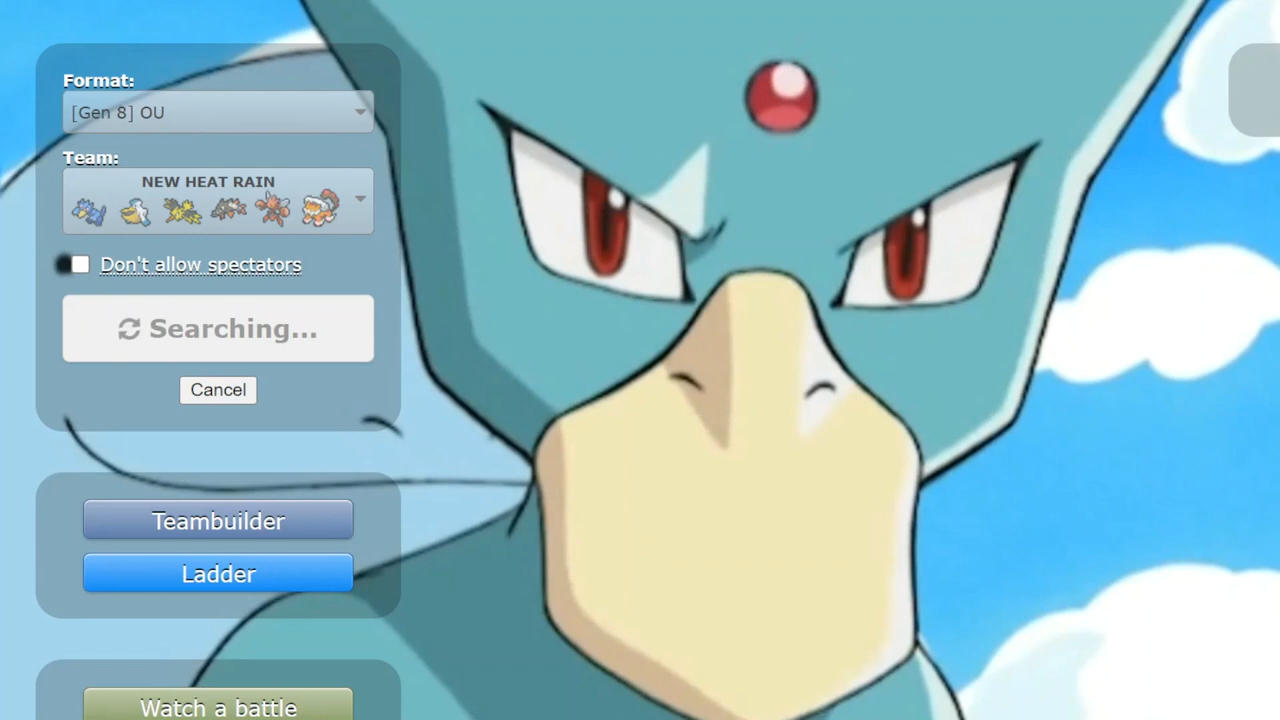 Format:
[Gen 8] OU
Team:
NEW HEAT RAIN
Don't allow spectators
Searching...
Cancel
Teambuilder
Ladder
Watch a battle